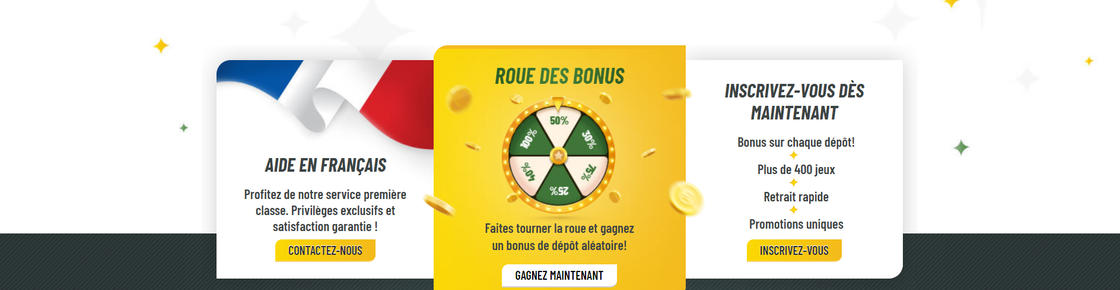 AIDE EN FRANÇAIS
Profitez de notre service première
classe. Privilèges exclusifs et
satisfaction garantie !
CONTACTEZ-NOUS
ROUE DES BONUS
50%
30%
75%
25%
40%
100%
Faites tourner la roue et gagnez
un bonus de dépôt aléatoire!
GAGNEZ MAINTENANT
INSCRIVEZ-VOUS DÈS
MAINTENANT
Bonus sur chaque dépôt!
Plus de 400 jeux
Retrait rapide
Promotions uniques
INSCRIVEZ-VOUS